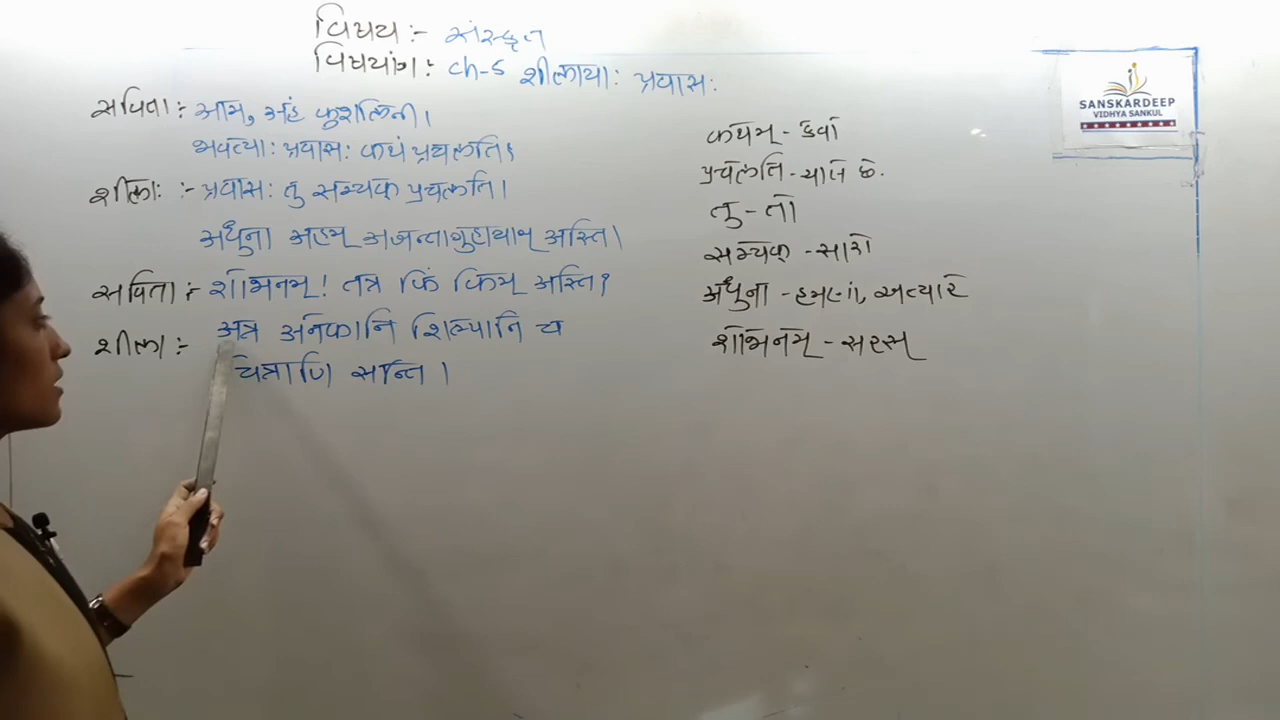 विषय :- संस्कृत
विषयांग : ch-5 शीलायाः प्रवासः
सविता :- आम्, अहं कुशलिनी।
भवत्याः प्रवासः कथं प्रचलति?
शीलाः :- प्रवासः तु सम्यक् प्रचलति।
अधुना अहम् अजन्तागुहायाम् अस्ति।
सविता :- शोभनम्! तत्र किं किम् अस्ति?
शीला :- अत्र अनेकानि शिल्पानि च
चित्राणि सन्ति।
कथम् - કેવો
प्रचलति - ચાલે છે.
तु - તો
सम्यक् - સારો
अधुना - હમણાં, અત્યારે
शोभनम् - સરસ
SANSKARDEEP
VIDHYA SANKUL